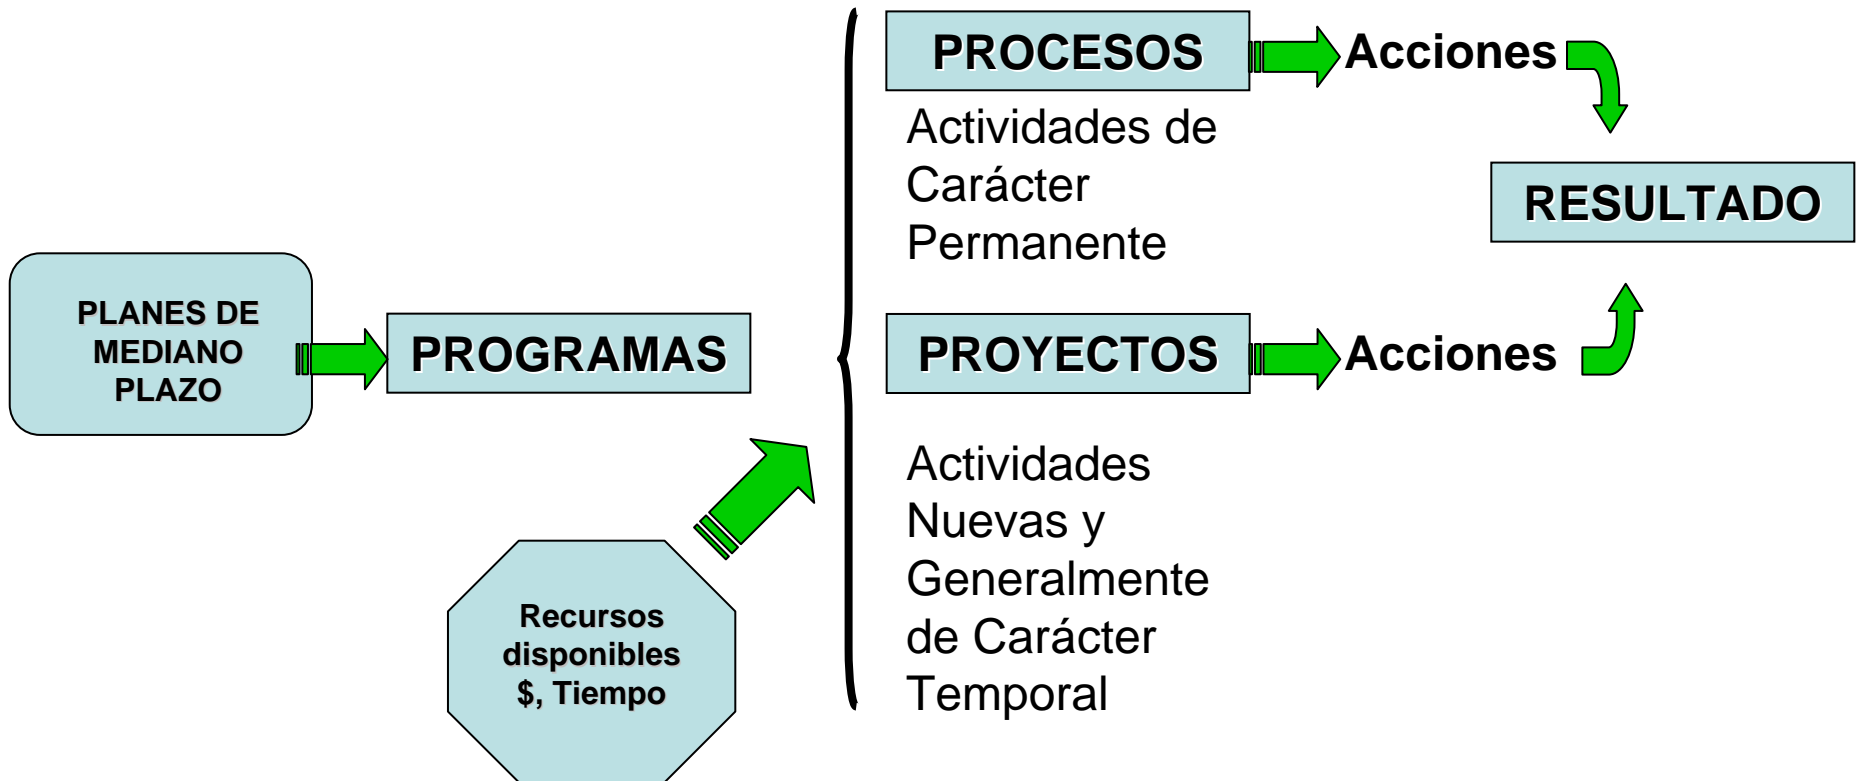 PLANES DE
MEDIANO
PLAZO
PROGRAMAS
Recursos
disponibles
$, Tiempo
PROCESOS
Acciones
Actividades de
Carácter
Permanente
PROYECTOS
Acciones
Actividades
Nuevas y
Generalmente
de Carácter
Temporal
RESULTADO